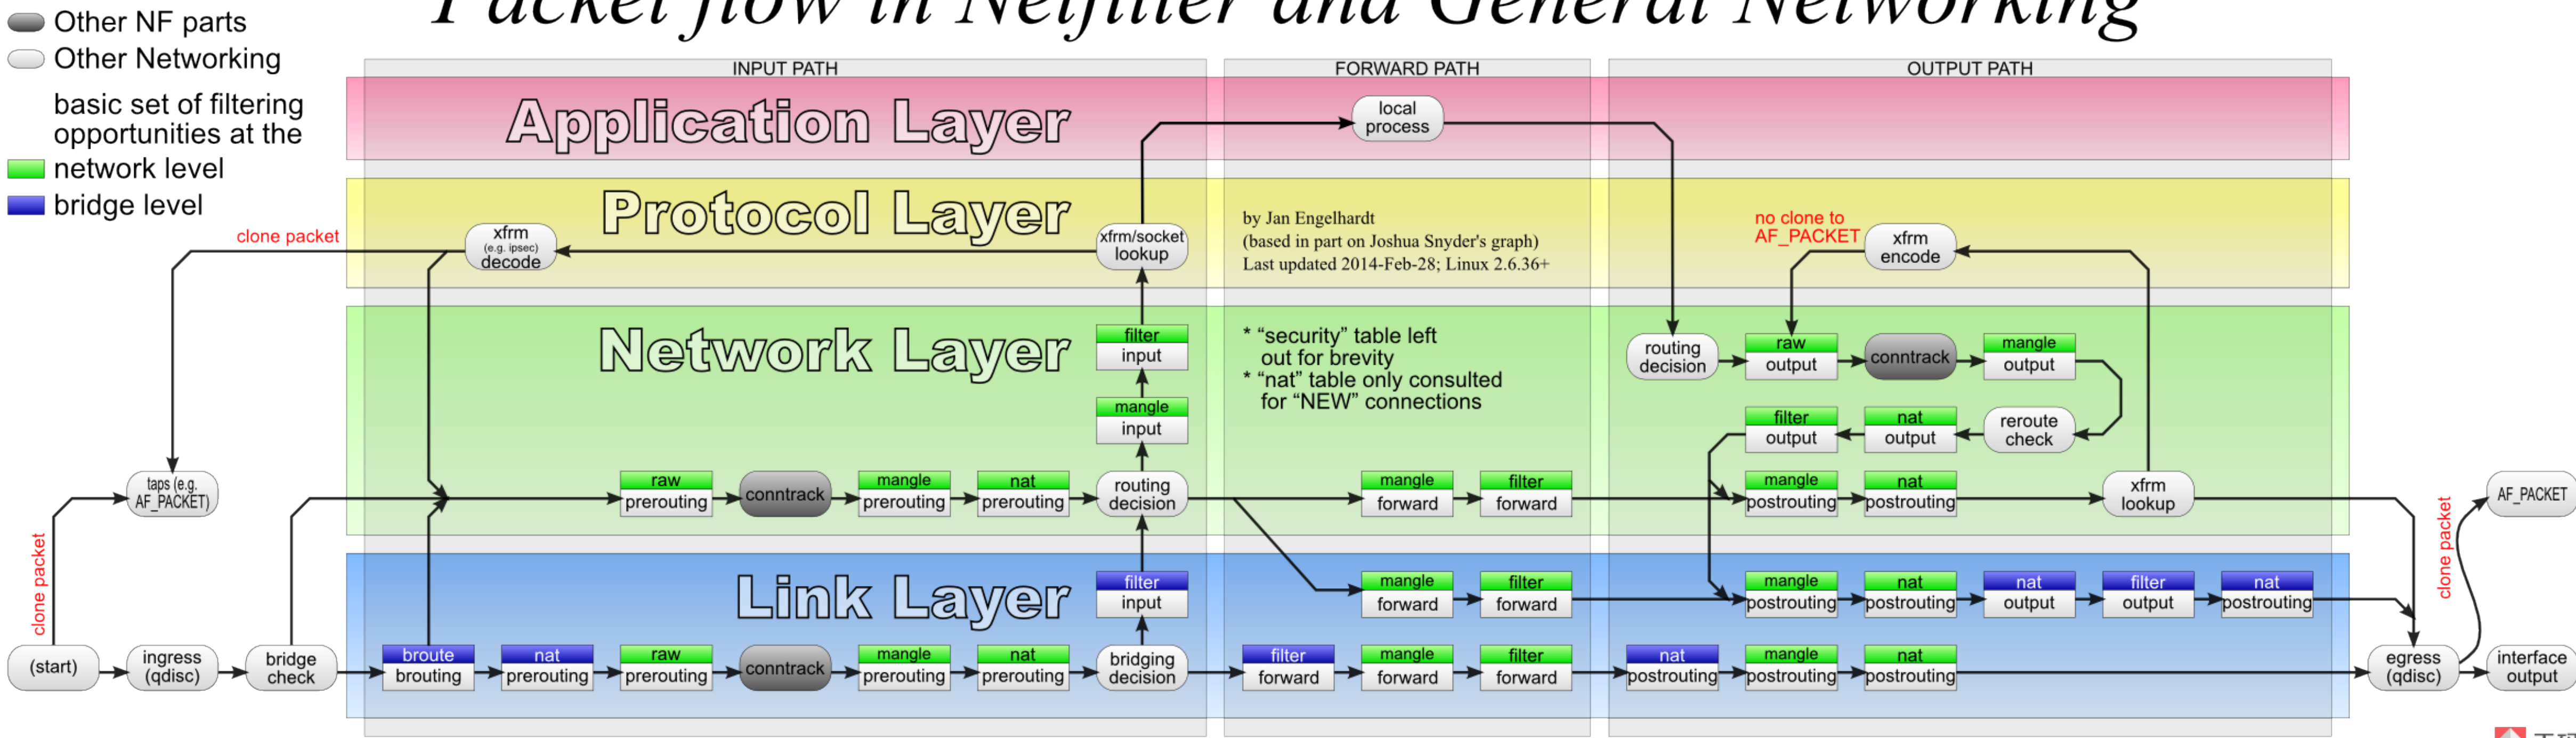 Packet flow in Netfilter and General Networking
Other NF parts
Other Networking
basic set of filtering
opportunities at the
network level
bridge level
INPUT PATH
FORWARD PATH
OUTPUT PATH
Application Layer
local
process
Protocol Layer
clone packet
xfrm
(e.g. ipsec)
decode
xfrm/socket
lookup
by Jan Engelhardt
(based in part on Joshua Snyder's graph)
Last updated 2014-Feb-28; Linux 2.6.36+
no clone to
AF_PACKET
xfrm
encode
Network Layer
filter
input
mangle
input
* “security” table left
out for brevity
* “nat” table only consulted
for “NEW” connections
routing
decision
raw
output
conntrack
mangle
output
filter
output
nat
output
reroute
check
taps (e.g.
AF_PACKET)
raw
prerouting
conntrack
mangle
prerouting
nat
prerouting
routing
decision
mangle
forward
filter
forward
mangle
postrouting
nat
postrouting
xfrm
lookup
AF_PACKET
clone packet
clone packet
Link Layer
filter
input
mangle
forward
filter
forward
mangle
postrouting
nat
postrouting
nat
output
filter
output
nat
postrouting
(start)
ingress
(qdisc)
bridge
check
broute
brouting
nat
prerouting
raw
prerouting
conntrack
mangle
prerouting
nat
prerouting
bridging
decision
filter
forward
mangle
forward
filter
forward
nat
postrouting
mangle
postrouting
nat
postrouting
egress
(qdisc)
interface
output